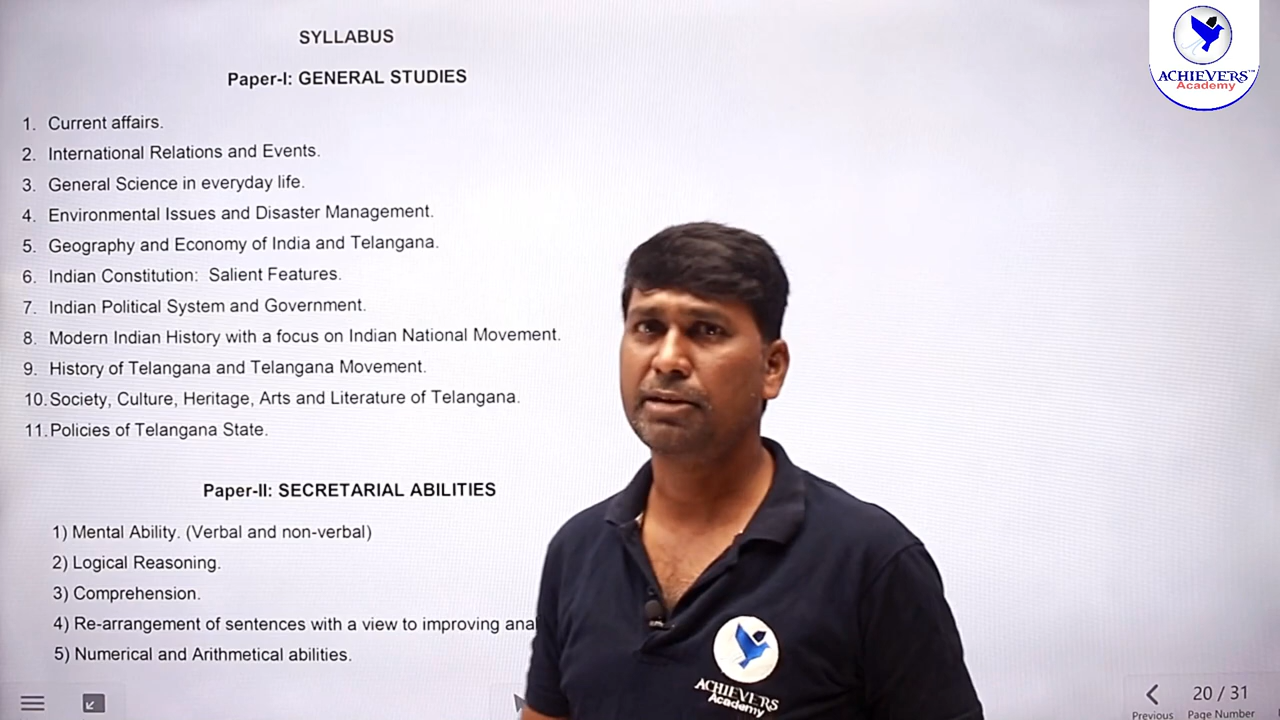 SYLLABUS
Paper-I: GENERAL STUDIES
1. Current affairs.
2. International Relations and Events.
3. General Science in everyday life.
4. Environmental Issues and Disaster Management.
5. Geography and Economy of India and Telangana.
6. Indian Constitution: Salient Features.
7. Indian Political System and Government.
8. Modern Indian History with a focus on Indian National Movement.
9. History of Telangana and Telangana Movement.
10. Society, Culture, Heritage, Arts and Literature of Telangana.
11. Policies of Telangana State.
Paper-II: SECRETARIAL ABILITIES
1) Mental Ability. (Verbal and non-verbal)
2) Logical Reasoning.
3) Comprehension.
4) Re-arrangement of sentences with a view to improving
5) Numerical and Arithmetical abilities.
ACHIEVERS™
Academy
ACHIEVERS
Academy
20 / 31
Previous Page Number